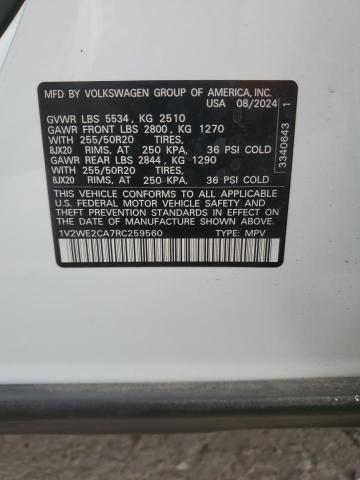 MFD BY VOLKSWAGEN GROUP OF AMERICA, INC.
USA 08/2024
GVWR LBS 5534, KG 2510
GAWR FRONT LBS 2800, KG 1270
WITH 255/50R20 TIRES,
8JX20 RIMS, AT 250 KPA, 36 PSI COLD
GAWR REAR LBS 2844, KG 1290
WITH 255/50R20 TIRES,
8JX20 RIMS, AT 250 KPA, 36 PSI COLD
THIS VEHICLE CONFORMS TO ALL APPLICABLE
U.S. FEDERAL MOTOR VEHICLE SAFETY AND
THEFT PREVENTION STANDARDS IN EFFECT ON
THE DATE OF MANUFACTURE SHOWN ABOVE.
1V2WE2CA7RC259560 TYPE: MPV
3340643 1